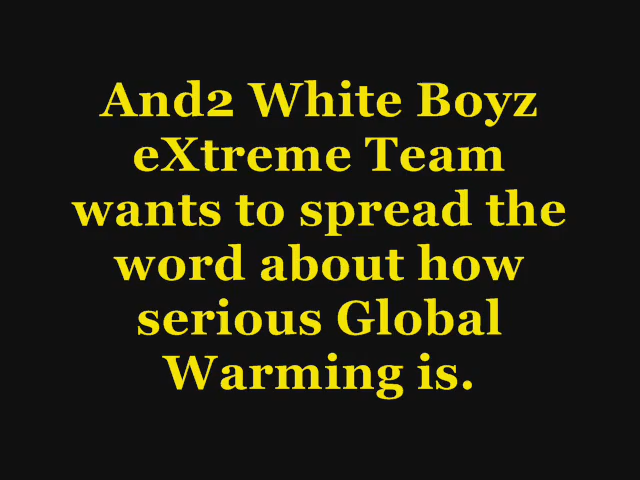 And2 White Boyz
eXtreme Team
wants to spread the
word about how
serious Global
Warming is.